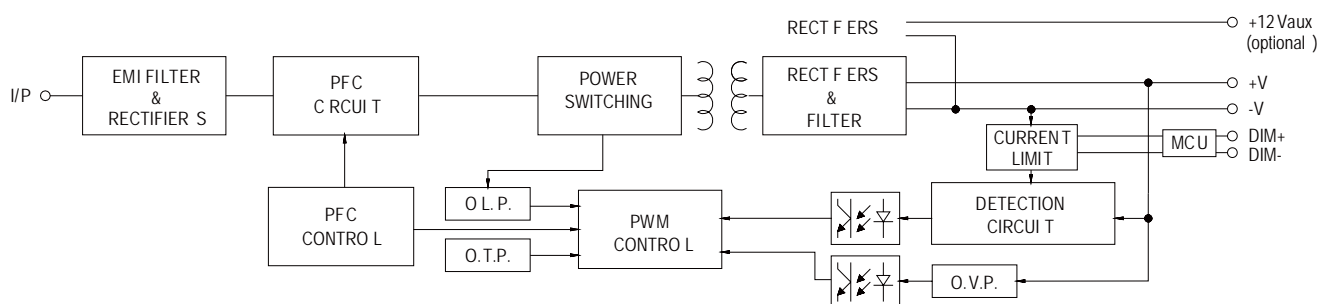 RECT F ERS
+12 Vaux
(optional )
I/P
EMI FILTER
&
RECTIFIER S
PFC
C IRCUI T
POWER
SWITCHING
RECT F ERS
&
FILTER
+V
-V
CURREN T
LIMIT
MCU
DIM+
DIM-
O L. P.
PFC
CONTRO L
O.T.P.
PWM
CONTRO L
DETECTION
CIRCUI T
O. V. P.